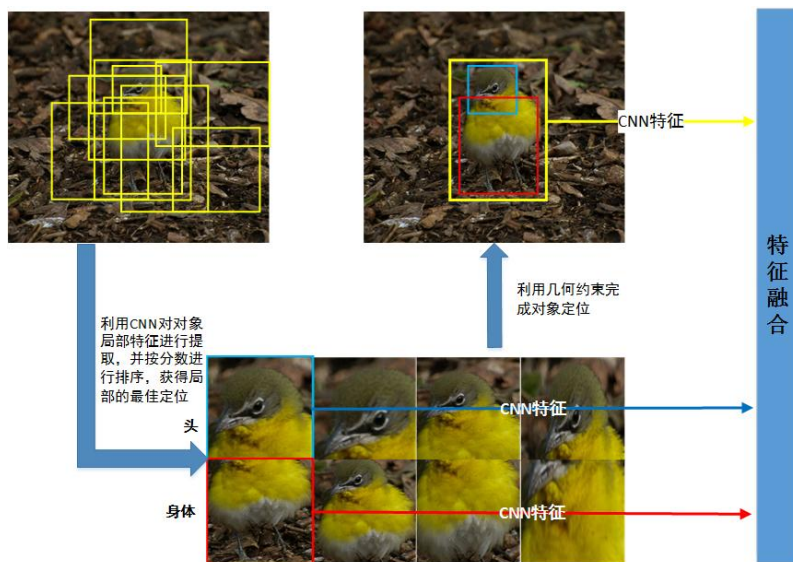 CNN特征
特征融合
利用CNN对对象
局部特征进行提
取，并按分数进
行排序，获得局
部的最佳定位
利用几何约束完
成对象定位
头
CNN特征
身体
CNN特征